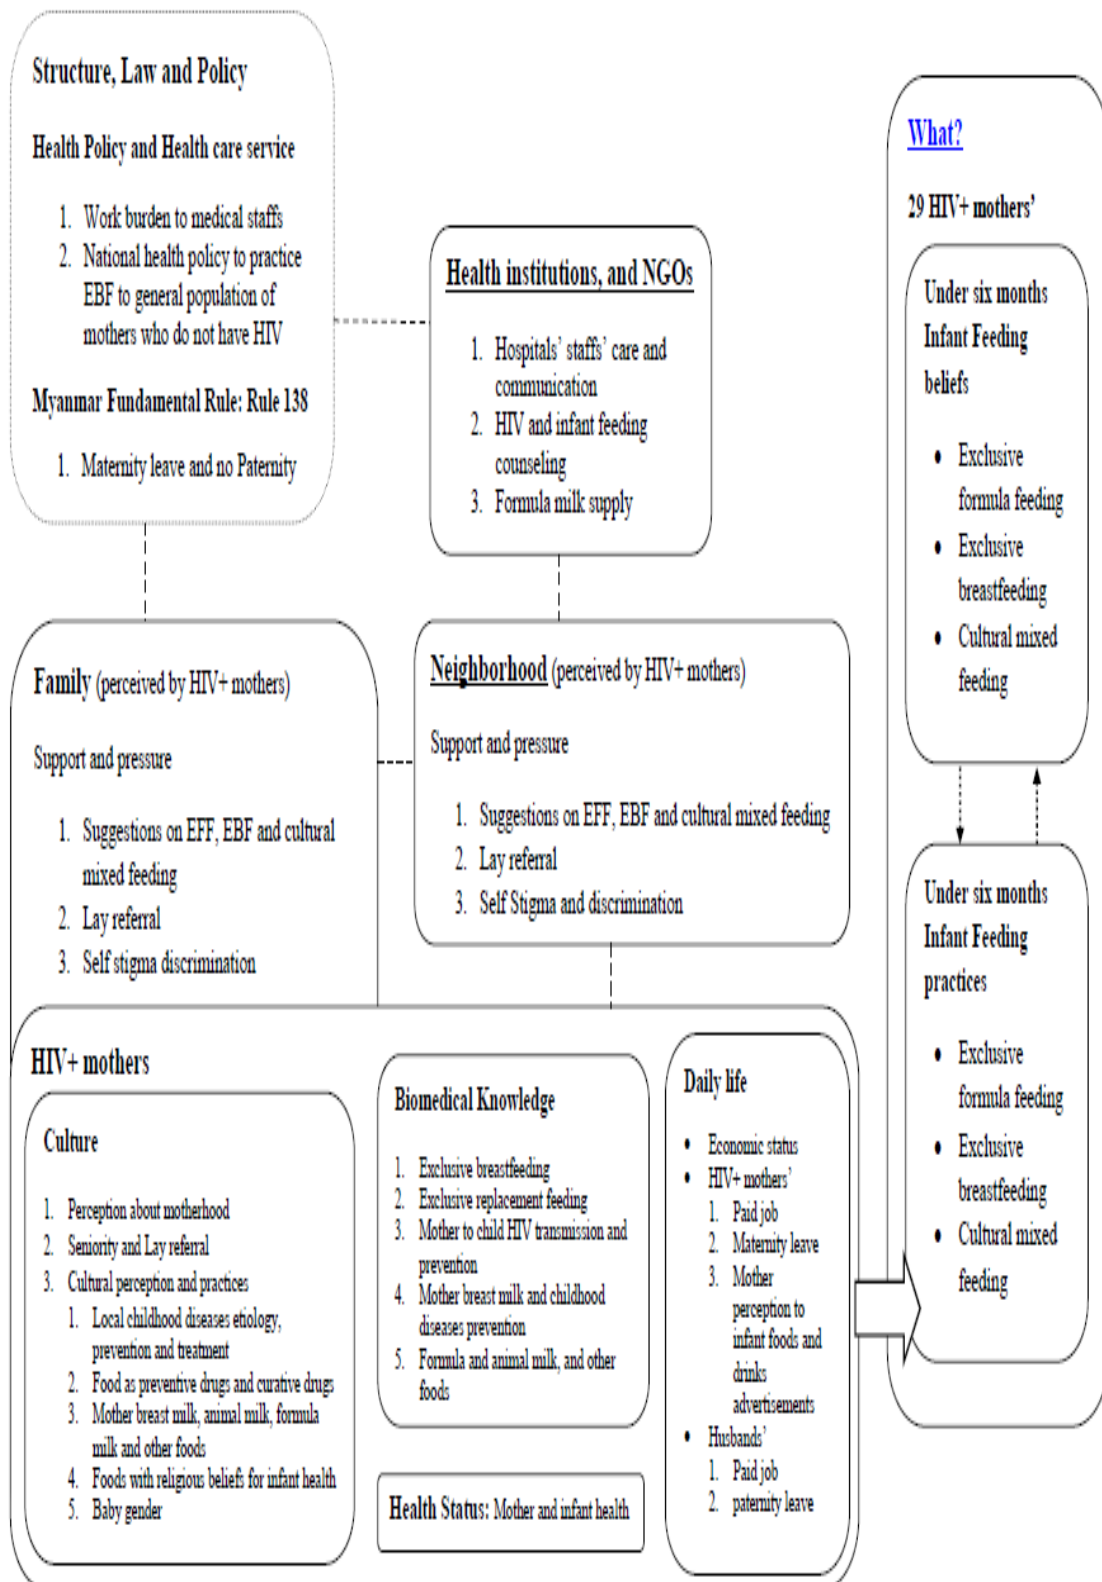 Structure, Law and Policy
Health Policy and Health care service
1. Work burden to medical staffs
2. National health policy to practice
EBF to general population of
mothers who do not have HIV
Myanmar Fundamental Rule: Rule 138
1. Maternity leave and no Paternity
Health institutions, and NGOs
1. Hospitals' staffs' care and
communication
2. HIV and infant feeding
counseling
3. Formula milk supply
Family (perceived by HIV+ mothers)
Support and pressure
1. Suggestions on EFF, EBF and cultural
mixed feeding
2. Lay referral
3. Self stigma discrimination
Neighborhood (perceived by HIV+ mothers)
Support and pressure
1. Suggestions on EFF, EBF and cultural mixed feeding
2. Lay referral
3. Self Stigma and discrimination
HIV+ mothers
Culture
1. Perception about motherhood
2. Seniority and Lay referral
3. Cultural perception and practices
1. Local childhood diseases etiology,
prevention and treatment
2. Food as preventive drugs and curative drugs
3. Mother breast milk, animal milk, formula
milk and other foods
4. Foods with religious beliefs for infant health
5. Baby gender
Biomedical Knowledge
1. Exclusive breastfeeding
2. Exclusive replacement feeding
3. Mother to child HIV transmission and
prevention
4. Mother breast milk and childhood
diseases prevention
5. Formula and animal milk, and other
foods
Health Status: Mother and infant health
Daily life
• Economic status
• HIV+ mothers'
1. Paid job
2. Maternity leave
3. Mother
perception to
infant foods and
drinks
advertisements
• Husbands'
1. Paid job
2. paternity leave
What?
29 HIV+ mothers'
Under six months
Infant Feeding
beliefs
• Exclusive
formula feeding
• Exclusive
breastfeeding
• Cultural mixed
feeding
Under six months
Infant Feeding
practices
• Exclusive
formula feeding
• Exclusive
breastfeeding
• Cultural mixed
feeding